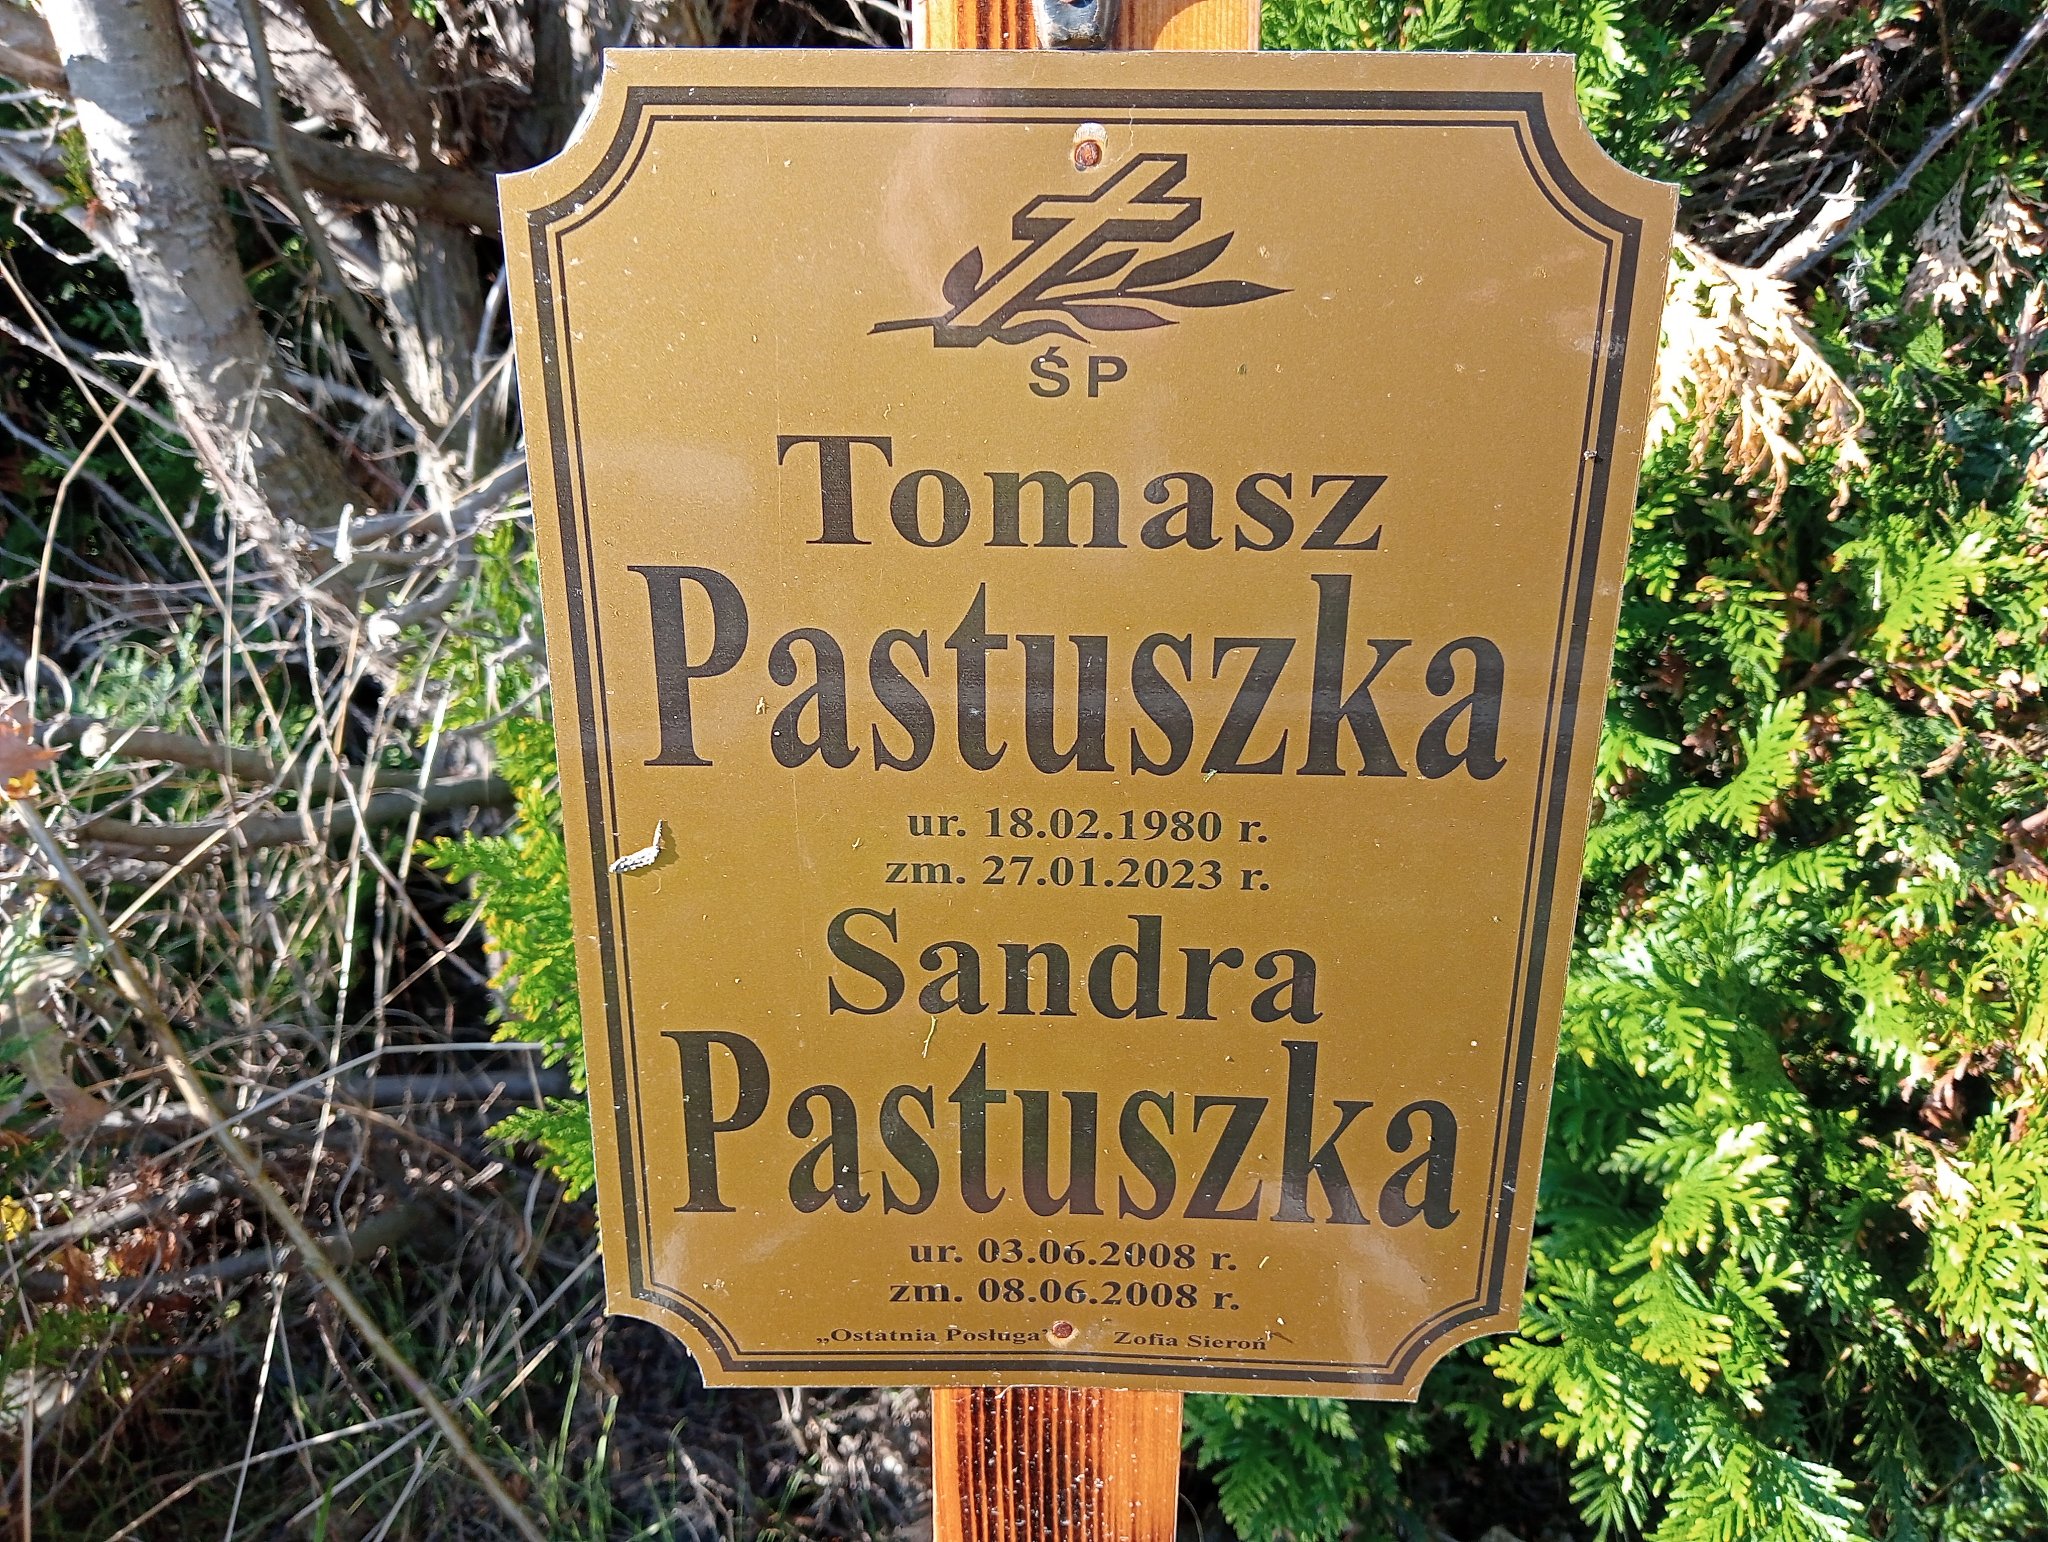 ŚP
Tomasz
Pastuszka
ur. 18.02.1980 r.
zm. 27.01.2023 r.
Sandra
Pastuszka
ur. 03.06.2008 r.
zm. 08.06.2008 r.
„Ostatnia Posługa” Zofia Sieroń